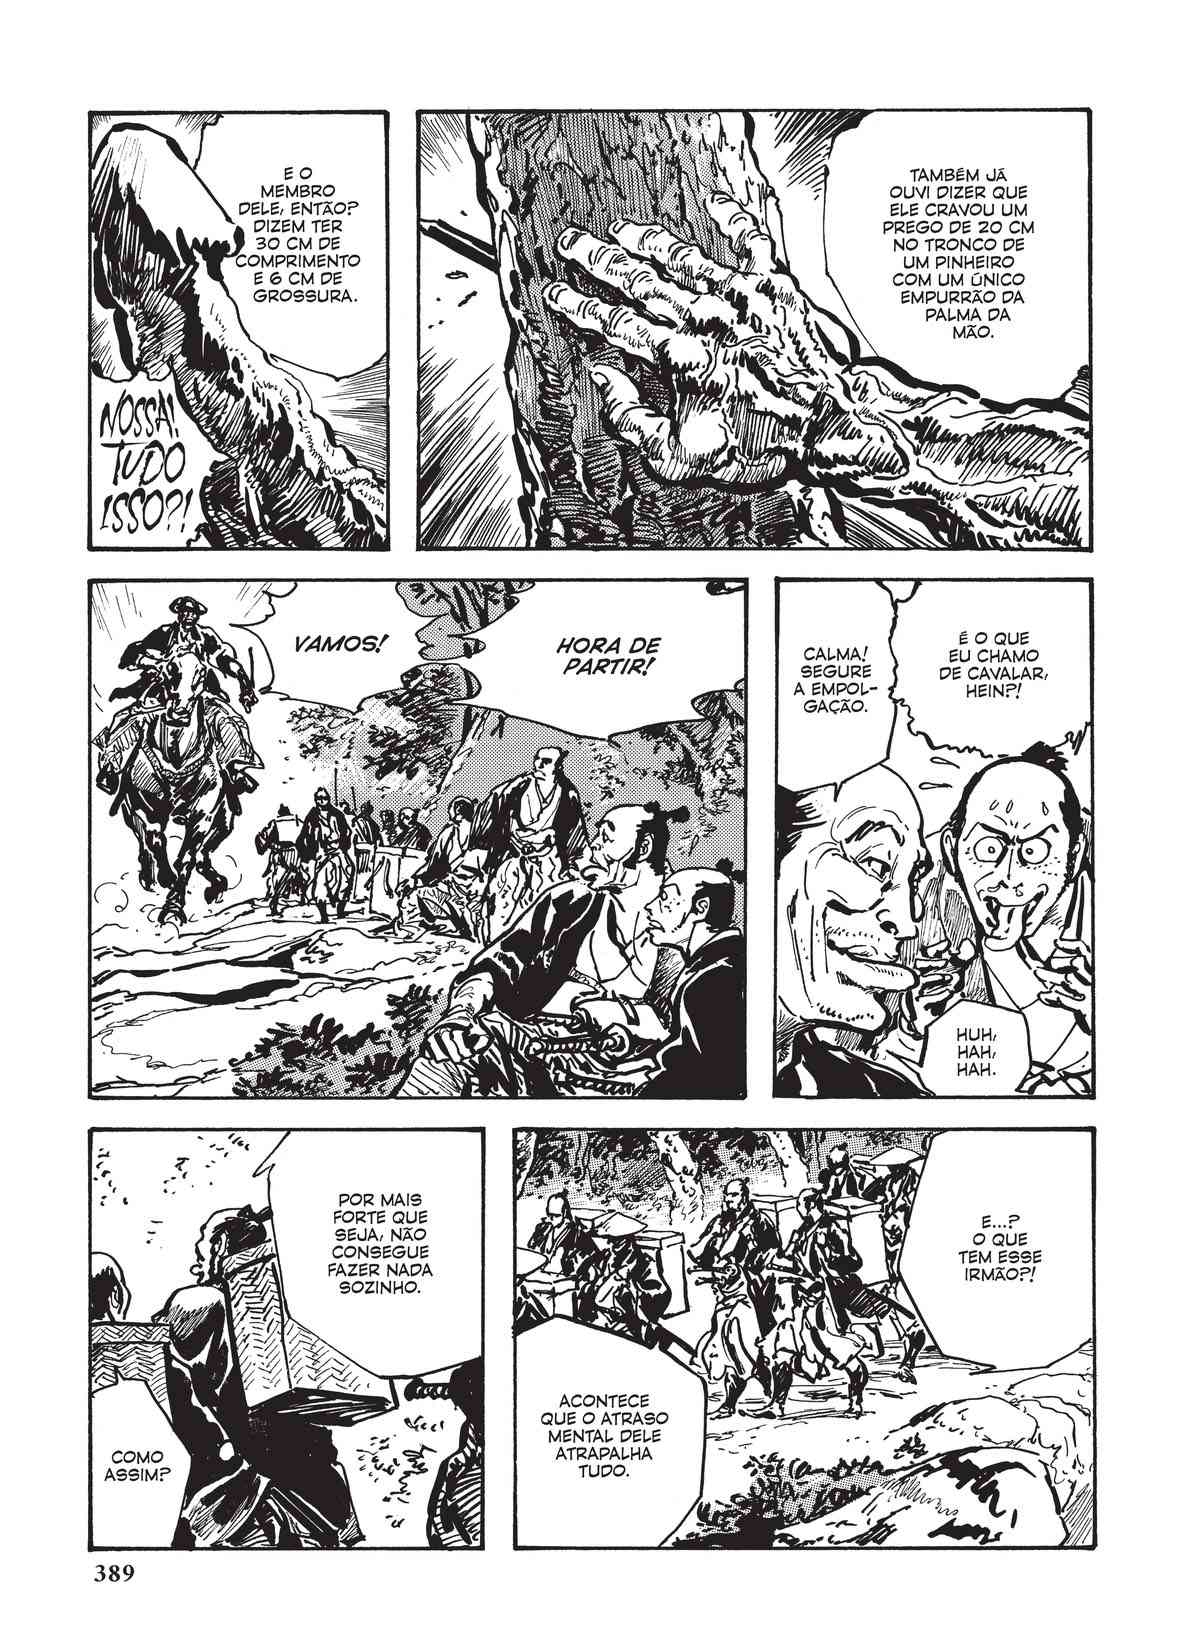 TAMBÉM JÁ
OUVI DIZER QUE
ELE CRAVOU UM
PREGO DE 20 CM
NO TRONCO DE
UM PINHEIRO
COM UM ÚNICO
EMPURRÃO DA
PALMA DA
MÃO.
E O
MEMBRO
DELE, ENTÃO?
DIZEM TER
30 CM DE
COMPRIMENTO
E 6 CM DE
GROSSURA.
NOSSA!
TUDO
ISSO?!
É O QUE
EU CHAMO
DE CAVALAR,
HEIN?!
CALMA!
SEGURE
A EMPOL-
GAÇÃO.
HUH,
HAH,
HAH.
HORA DE
PARTIR!
VAMOS!
E...?
O QUE
TEM ESSE
IRMÃO?!
ACONTECE
QUE O ATRASO
MENTAL DELE
ATRAPALHA
TUDO.
POR MAIS
FORTE QUE
SEJA, NÃO
CONSEGUE
FAZER NADA
SOZINHO.
COMO
ASSIM?
389